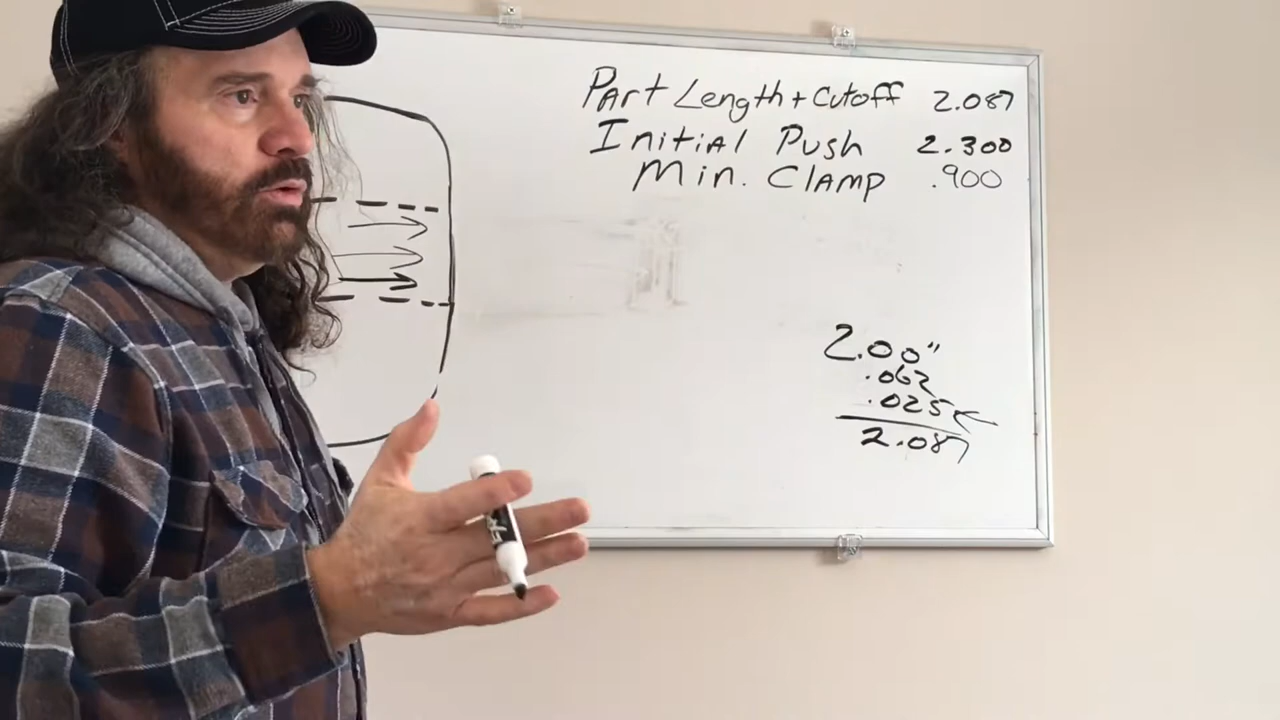 Part Length + Cutoff 2.087
Initial Push 2.300
Min. Clamp .900
2.00"
.062
.025
2.087